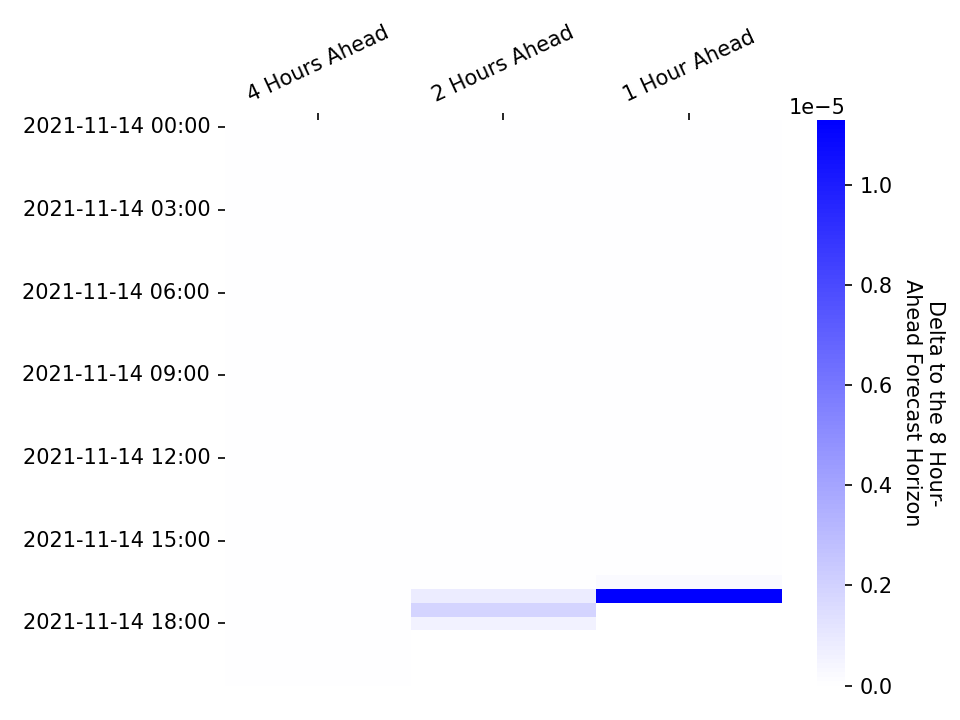 4 Hours Ahead
2 Hours Ahead
1 Hour Ahead
1e−5
2021-11-14 00:00
2021-11-14 03:00
2021-11-14 06:00
2021-11-14 09:00
2021-11-14 12:00
2021-11-14 15:00
2021-11-14 18:00
1.0
0.8
0.6
0.4
0.2
0.0
Delta to the 8 Hour-
Ahead Forecast Horizon